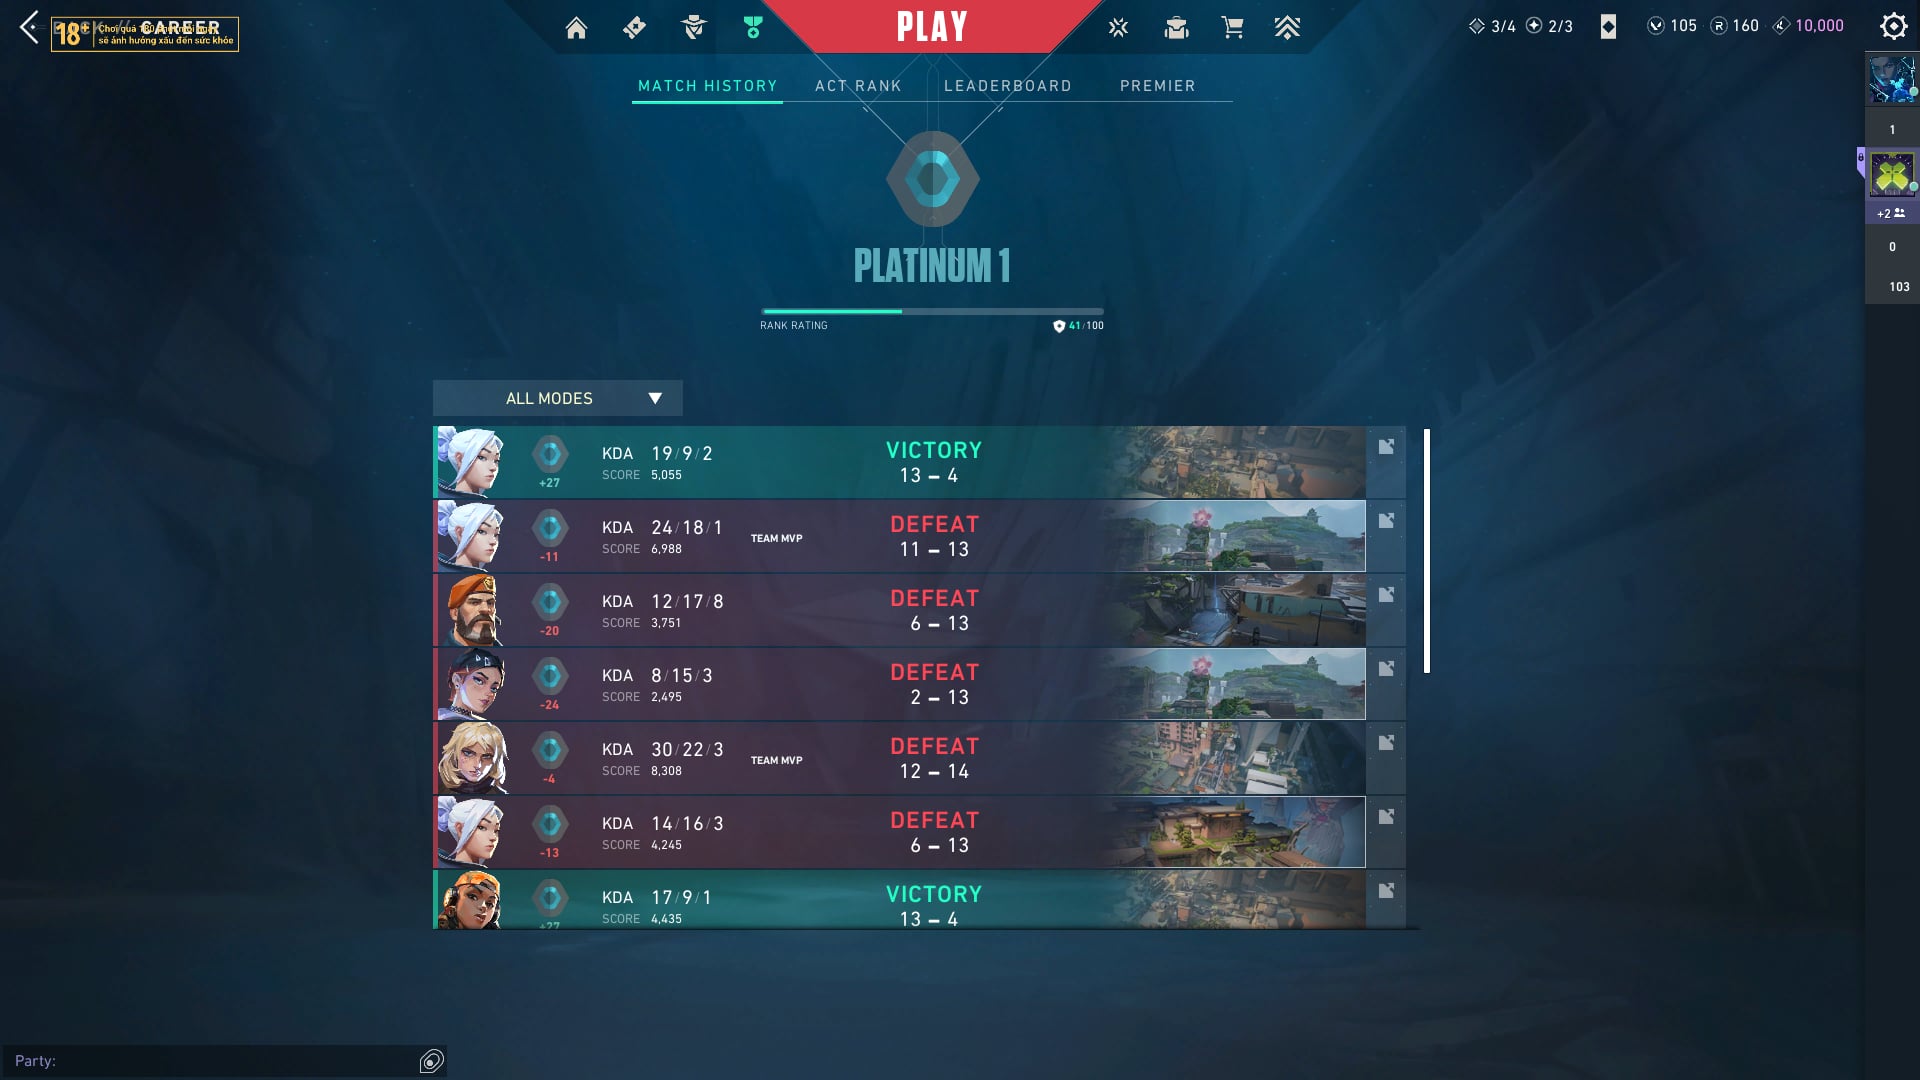 CAREER
18+
Chơi quá 180 phút mỗi ngày
sẽ ảnh hưởng xấu đến sức khỏe
PLAY
3/4
2/3
105
160
10,000
MATCH HISTORY
ACT RANK
LEADERBOARD
PREMIER
PLATINUM 1
RANK RATING
41/100
1
+2
0
103
ALL MODES
+27
KDA 19/9/2
SCORE 5,055
VICTORY
13 – 4
-11
KDA 24/18/1
SCORE 6,988
TEAM MVP
DEFEAT
11 – 13
-20
KDA 12/17/8
SCORE 3,751
DEFEAT
6 – 13
-24
KDA 8/15/3
SCORE 2,495
DEFEAT
2 – 13
-4
KDA 30/22/3
SCORE 8,308
TEAM MVP
DEFEAT
12 – 14
-13
KDA 14/16/3
SCORE 4,245
DEFEAT
6 – 13
+27
KDA 17/9/1
SCORE 4,435
VICTORY
13 – 4
Party: